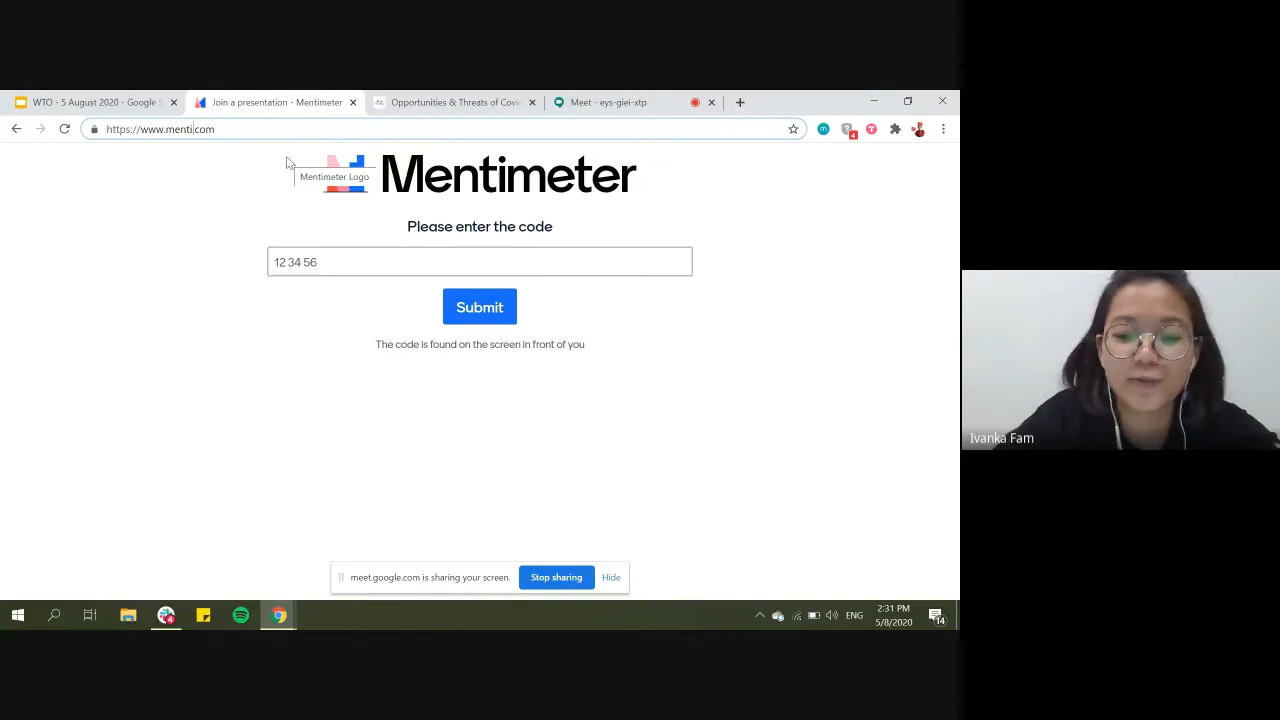 WTO - 5 August 2020 - Google S
Join a presentation - Mentimeter
Opportunities & Threats of Covi
Meet - eys-giei-xtp
https://www.menti.com
4
Mentimeter
Mentimeter Logo
Please enter the code
12 34 56
Submit
The code is found on the screen in front of you
Ivanka Fam
meet.google.com is sharing your screen.
Stop sharing
Hide
4
ENG
2:31 PM
5/8/2020
14